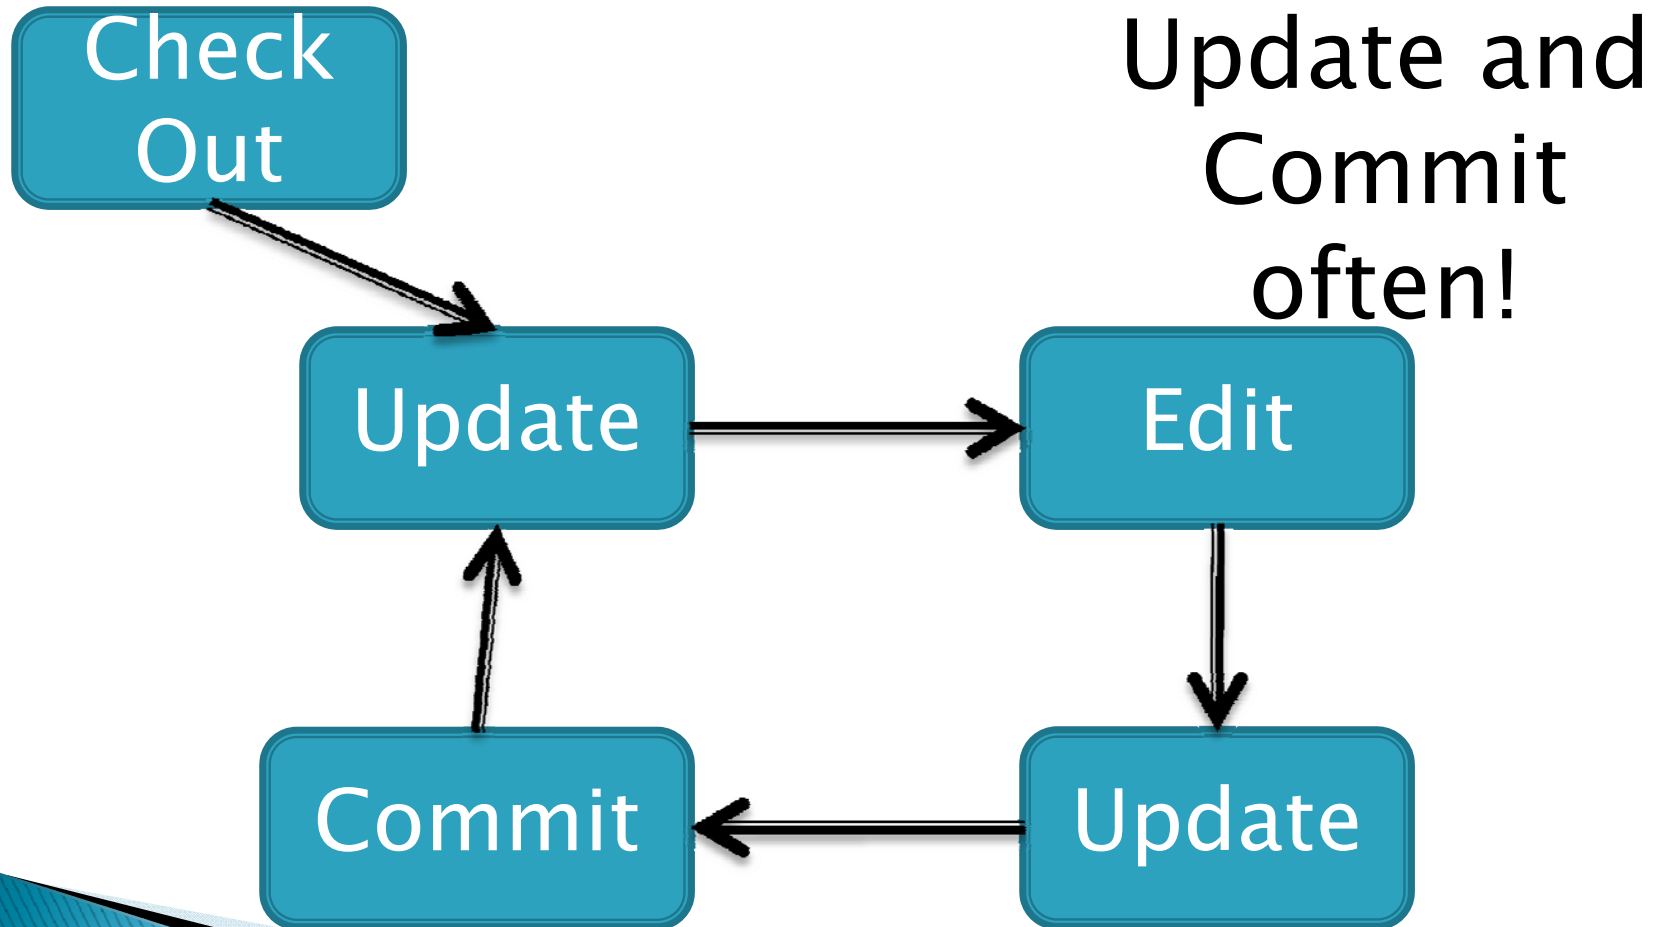 Check
Out
Update and
Commit
often!
Update
Edit
Commit
Update